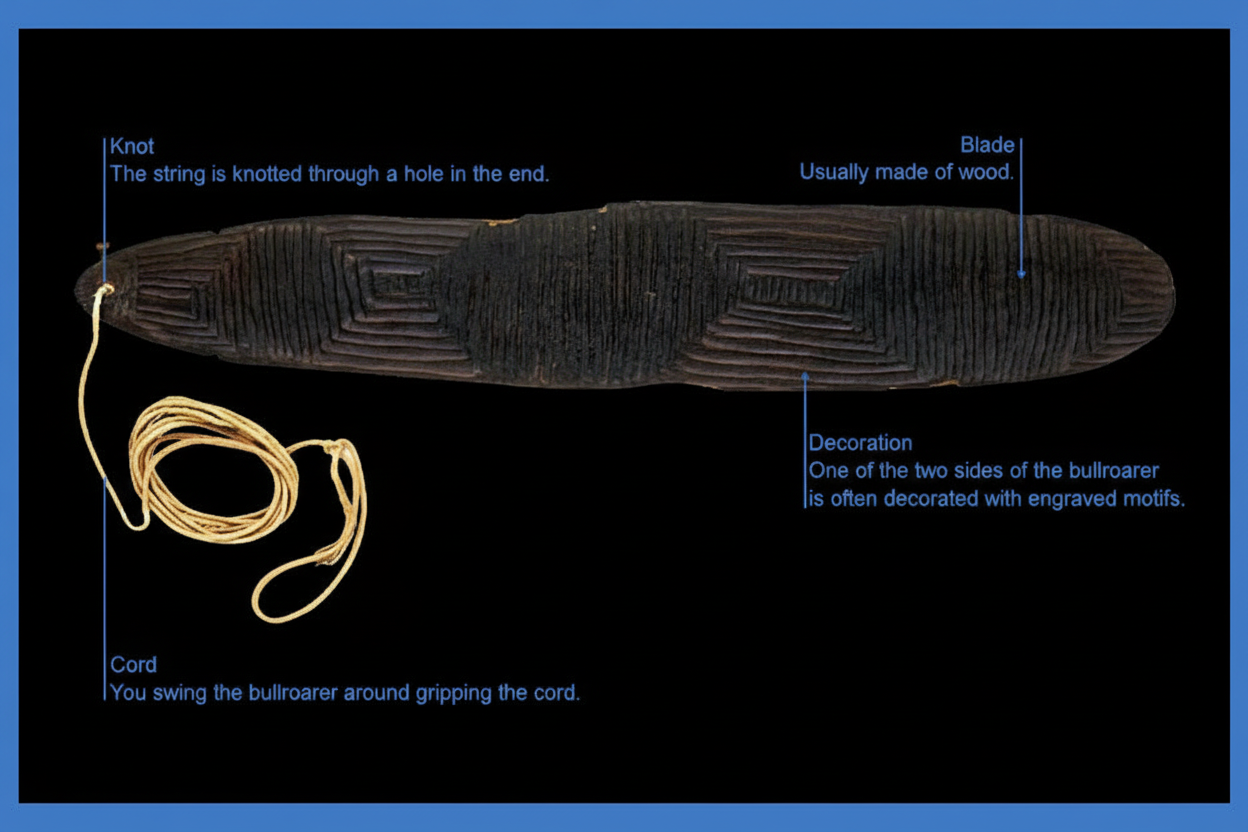 Knot
The string is knotted through a hole in the end.
Blade
Usually made of wood.
Decoration
One of the two sides of the bullroarer
is often decorated with engraved motifs.
Cord
You swing the bullroarer around gripping the cord.